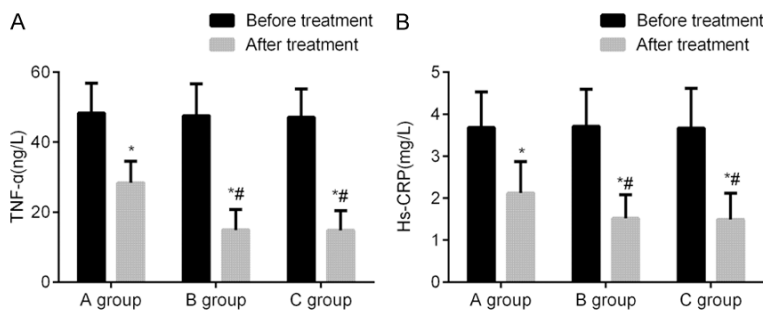 A
Before treatment
After treatment
60
40
20
0
TNF-α(ng/L)
*
*#
*#
A group
B group
C group
B
Before treatment
After treatment
5
4
3
2
1
0
Hs-CRP(mg/L)
*
*#
*#
A group
B group
C group